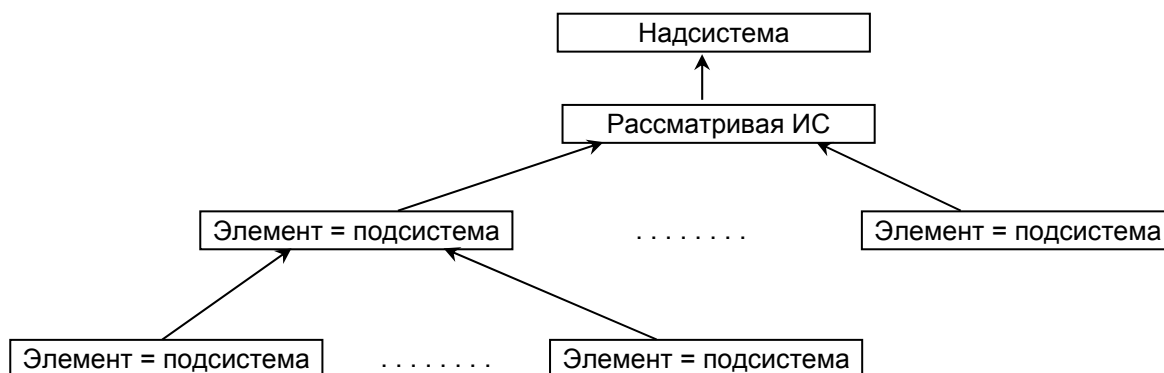 Надсистема
Рассматривая ИС
Элемент = подсистема
. . . . . . . .
Элемент = подсистема
Элемент = подсистема
. . . . . . . .
Элемент = подсистема